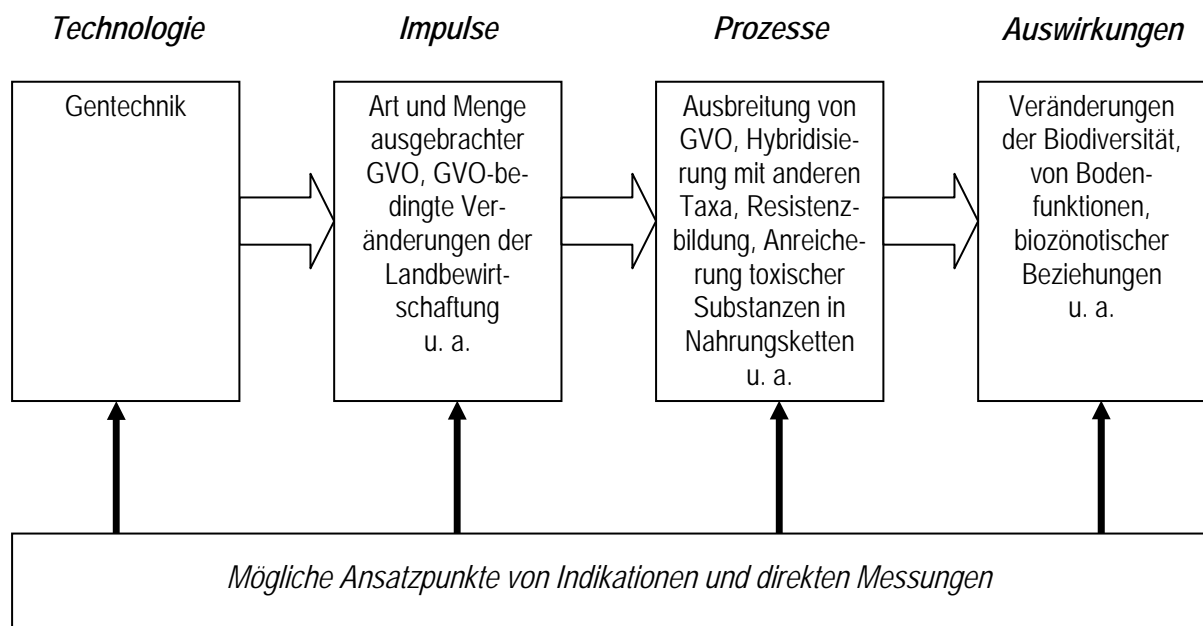 Technologie
Impulse
Prozesse
Auswirkungen
Gentechnik
Art und Menge
ausgebrachter
GVO, GVO-be-
dingte Ver-
änderungen der
Landbewirt-
schaftung
u. a.
Ausbreitung von
GVO, Hybridisie-
rung mit anderen
Taxa, Resistenz-
bildung, Anreiche-
rung toxischer
Substanzen in
Nahrungsketten
u. a.
Veränderungen
der Biodiversität,
von Boden-
funktionen,
biozönotischer
Beziehungen
u. a.
Mögliche Ansatzpunkte von Indikationen und direkten Messungen